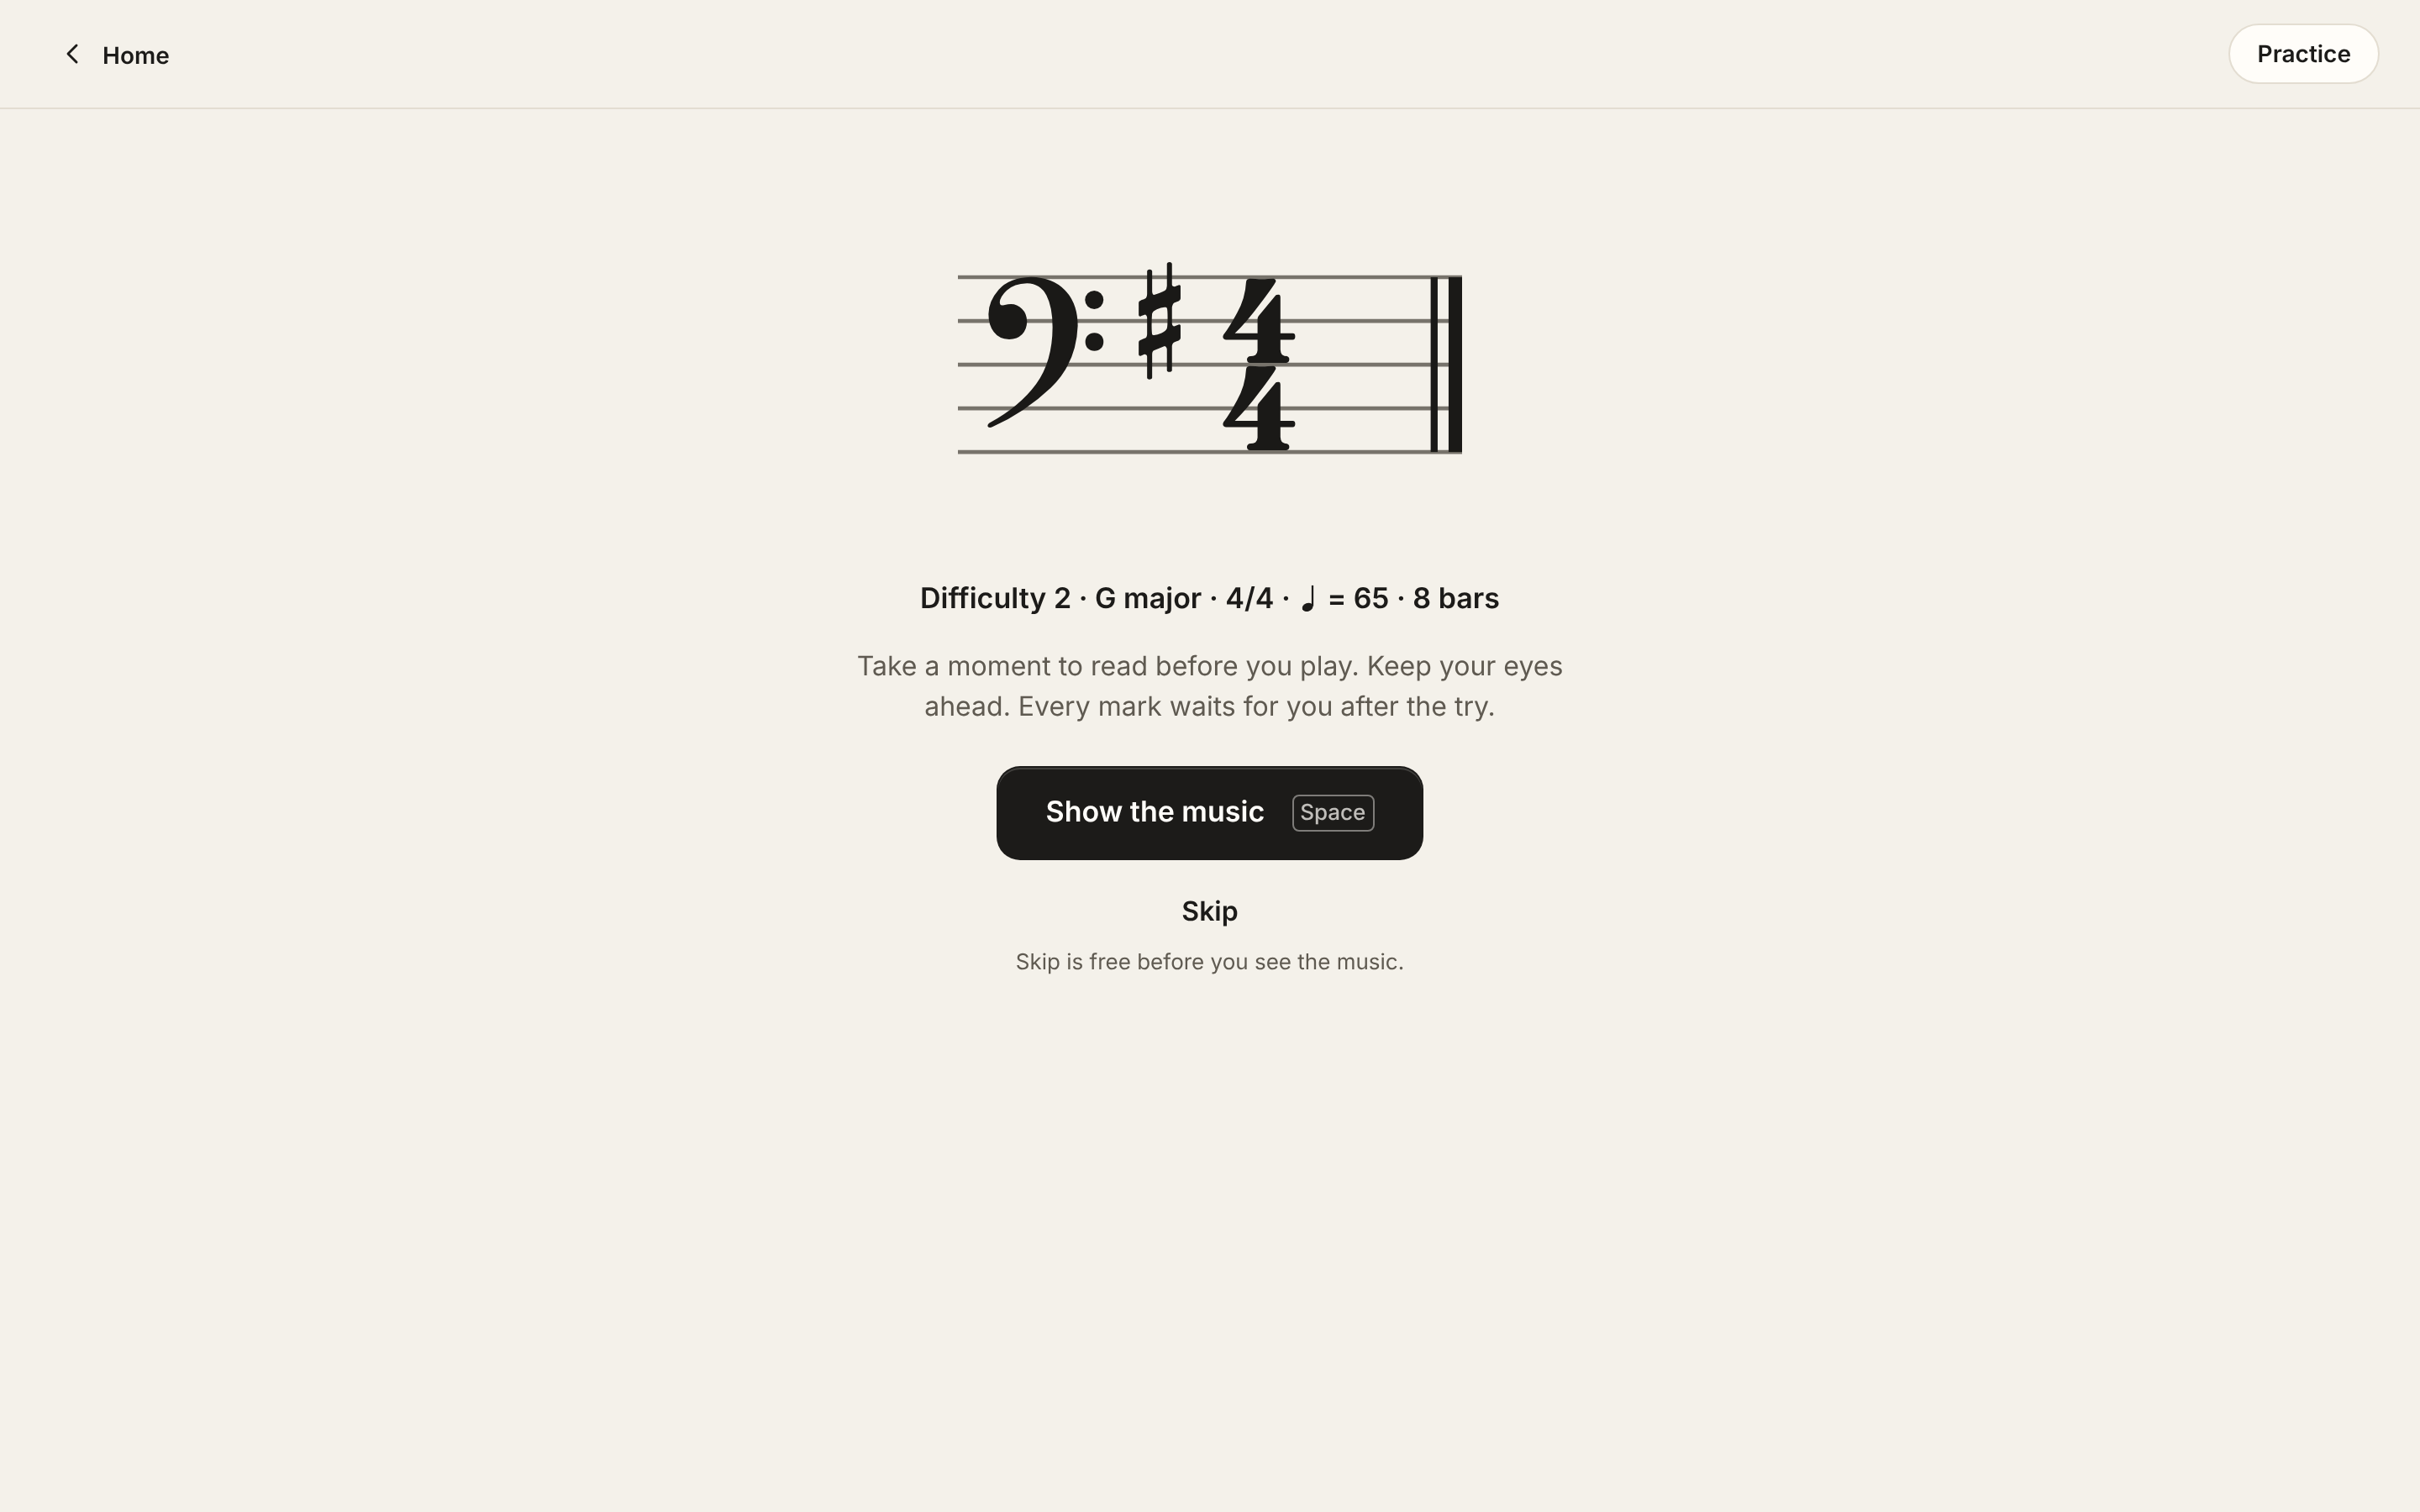 Home
Practice
4
4
Difficulty 2 · G major · 4/4 · ♩ = 65 · 8 bars
Take a moment to read before you play. Keep your eyes
ahead. Every mark waits for you after the try.
Show the music Space
Skip
Skip is free before you see the music.